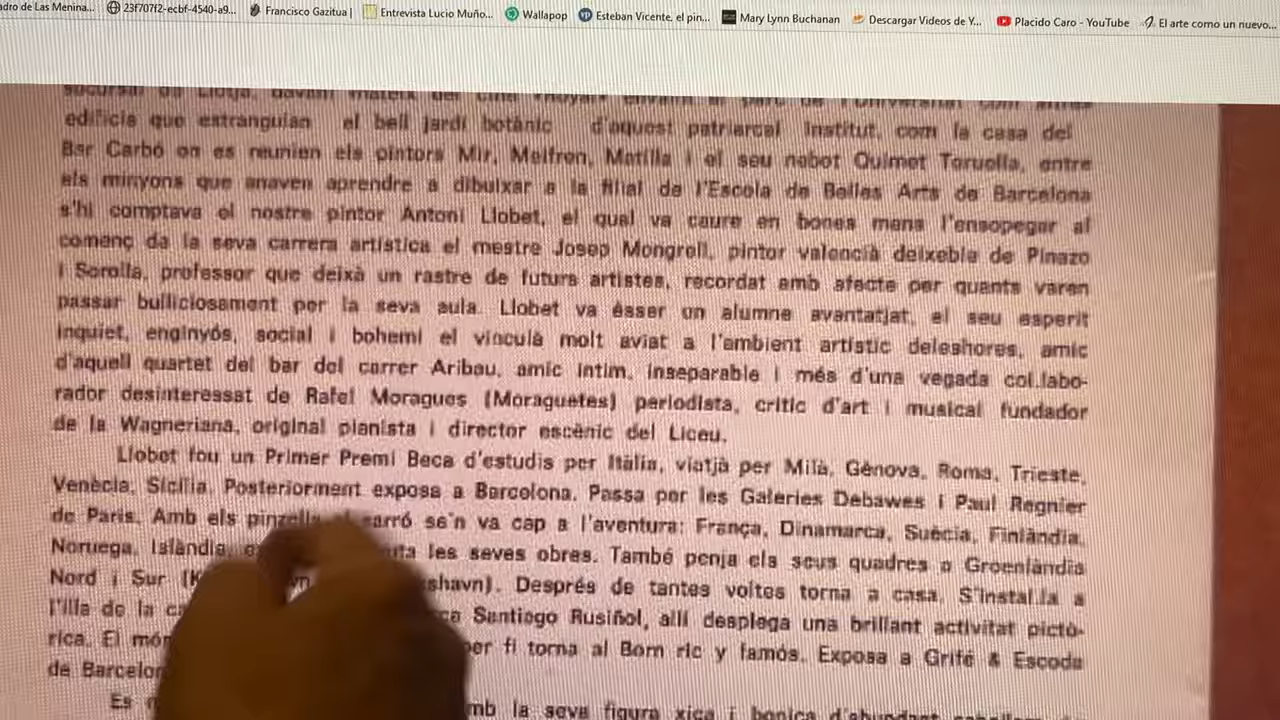 adro de Las Menina...
23f707f2-ecbf-4540-a9...
Francisco Gazitua |
Entrevista Lucio Muño...
Wallapop
Esteban Vicente, el pin...
Mary Lynn Buchanan
Descargar Videos de Y...
Placido Caro - YouTube
El arte como un nuevo...
edificis que estrangulan el bell jardí botànic d'aquest patriarcal Institut, com la casa del
Bar Carbó on es reunien els pintors Mir, Meifren, Matilla i el seu nebot Quimet Toruella, entre
els minyons que anaven aprendre a dibuixar a la filial de l'Escola de Belles Arts de Barcelona
s'hi comptava el nostre pintor Antoni Llobet, el qual va caure en bones mans l'ensopegar al
començ de la seva carrera artística el mestre Josep Mongrell, pintor valencià deixeble de Pinazo
i Sorolla, professor que deixà un rastre de futurs artistes, recordat amb afecte per quants varen
passar bulliciosament per la seva aula. Llobet va ésser un alumne avantatjat, el seu esperit
inquiet, enginyós, social i bohemi el vinculà molt aviat a l'ambient artístic deleshores, amic
d'aquell quartet del bar del carrer Aribau, amic íntim, inseparable i més d'una vegada col.labo-
rador desinteressat de Rafel Moragues (Moraguetes) periodista, crític d'art i musical fundador
de la Wagneriana, original pianista i director escènic del Liceu.
Llobet fou un Primer Premi Beca d'estudis per Itàlia, viatjà per Milà, Gènova, Roma, Trieste,
Venècia, Sicília. Posteriorment exposa a Barcelona. Passa per les Galeries Debawes i Paul Regnier
de París. Amb els pinzells sarró se'n va cap a l'aventura: França, Dinamarca, Suècia, Finlàndia,
Noruega, Islàndia, les seves obres. També penja els seus quadres a Groenlàndia
Nord i Sur shavn). Després de tantes voltes torna a casa. S'instal.la a
l'illa de la Santiago Rusiñol, allí desplega una brillant activitat pictò-
rica. El per fi torna al Born ric y famós. Exposa a Grifé & Escoda
de Barcelon
Es mb la seva figura xica i bonica d'abundant